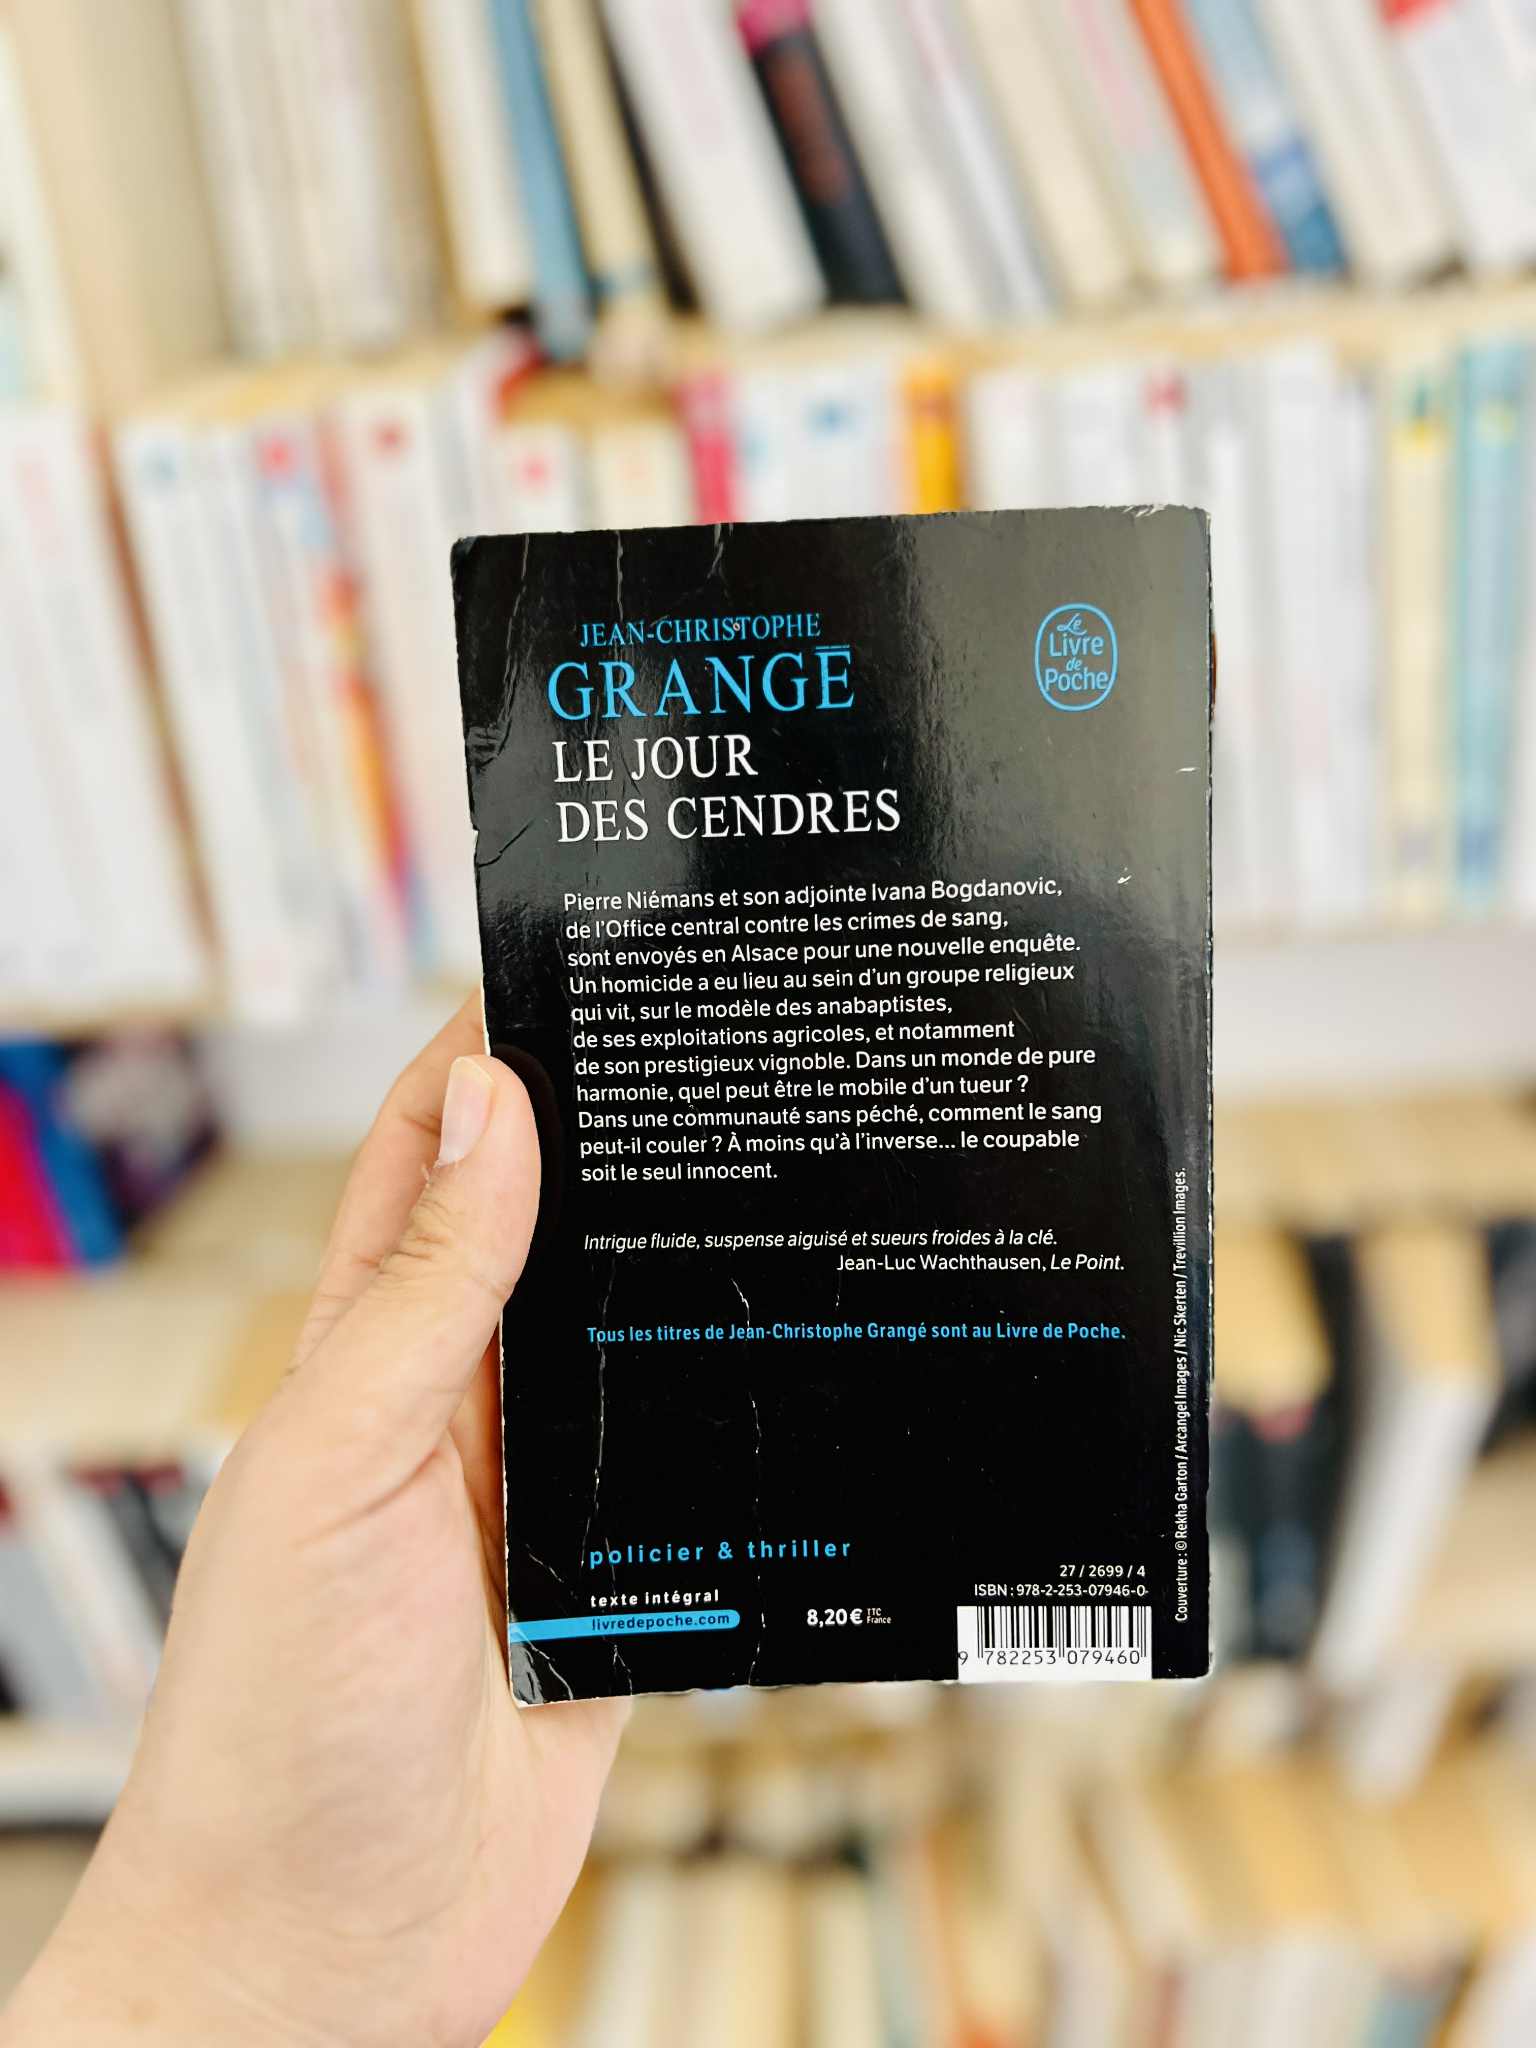 JEAN-CHRISTOPHE
GRANGÉ
LE JOUR
DES CENDRES
Le
Livre
de
Poche
Pierre Niémans et son adjointe Ivana Bogdanovic,
de l'Office central contre les crimes de sang,
sont envoyés en Alsace pour une nouvelle enquête.
Un homicide a eu lieu au sein d'un groupe religieux
qui vit, sur le modèle des anabaptistes,
de ses exploitations agricoles, et notamment
de son prestigieux vignoble. Dans un monde de pure
harmonie, quel peut être le mobile d'un tueur ?
Dans une communauté sans péché, comment le sang
peut-il couler ? À moins qu'à l'inverse... le coupable
soit le seul innocent.
Intrigue fluide, suspense aiguisé et sueurs froides à la clé.
Jean-Luc Wachthausen, Le Point.
Tous les titres de Jean-Christophe Grangé sont au Livre de Poche.
Couverture : © Rekha Garton / Arcangel Images / Nic Skerten / Trevillion Images.
policier & thriller
texte intégral
livredepoche.com
8,20 € TTC
France
27 / 2699 / 4
ISBN : 978-2-253-07946-0
9 782253 079460